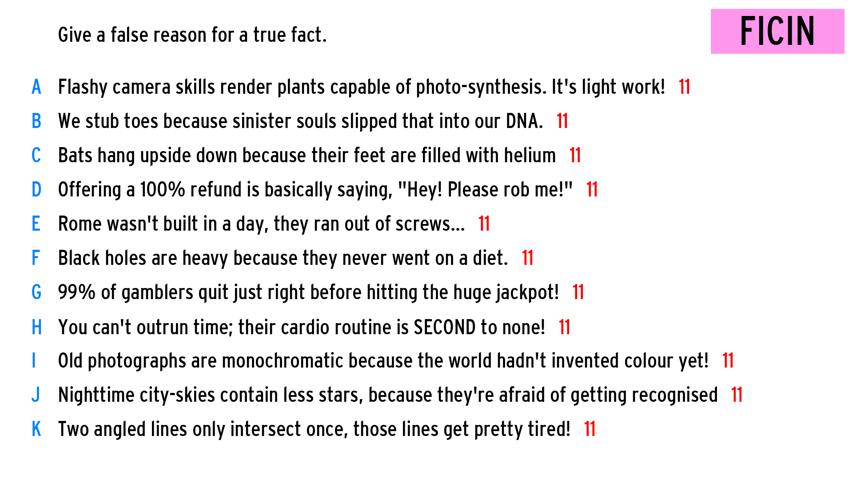 Give a false reason for a true fact.
FICIN
A Flashy camera skills render plants capable of photo-synthesis. It's light work! 11
B We stub toes because sinister souls slipped that into our DNA. 11
C Bats hang upside down because their feet are filled with helium 11
D Offering a 100% refund is basically saying, "Hey! Please rob me!" 11
E Rome wasn't built in a day, they ran out of screws... 11
F Black holes are heavy because they never went on a diet. 11
G 99% of gamblers quit just right before hitting the huge jackpot! 11
H You can't outrun time; their cardio routine is SECOND to none! 11
I Old photographs are monochromatic because the world hadn't invented colour yet! 11
J Nighttime city-skies contain less stars, because they're afraid of getting recognised 11
K Two angled lines only intersect once, those lines get pretty tired! 11